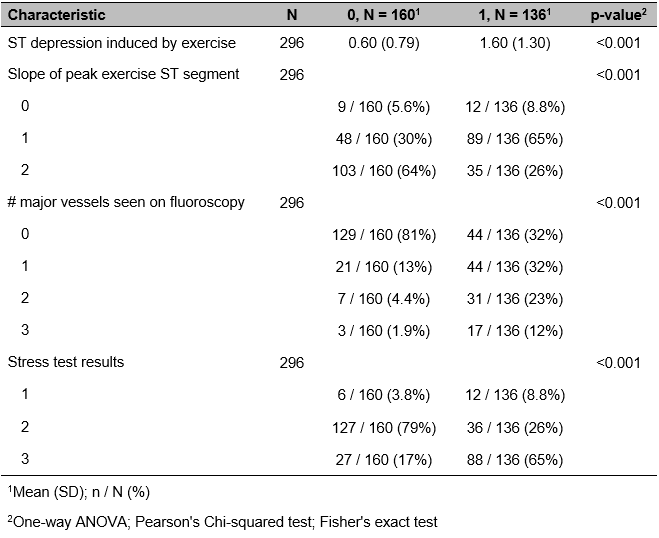 Characteristic N 0, N = 160¹ 1, N = 136¹ p-value²
ST depression induced by exercise 296 0.60 (0.79) 1.60 (1.30) <0.001
Slope of peak exercise ST segment 296 <0.001
0 9 / 160 (5.6%) 12 / 136 (8.8%)
1 48 / 160 (30%) 89 / 136 (65%)
2 103 / 160 (64%) 35 / 136 (26%)
# major vessels seen on fluoroscopy 296 <0.001
0 129 / 160 (81%) 44 / 136 (32%)
1 21 / 160 (13%) 44 / 136 (32%)
2 7 / 160 (4.4%) 31 / 136 (23%)
3 3 / 160 (1.9%) 17 / 136 (12%)
Stress test results 296 <0.001
1 6 / 160 (3.8%) 12 / 136 (8.8%)
2 127 / 160 (79%) 36 / 136 (26%)
3 27 / 160 (17%) 88 / 136 (65%)
¹Mean (SD); n / N (%)
²One-way ANOVA; Pearson's Chi-squared test; Fisher's exact test